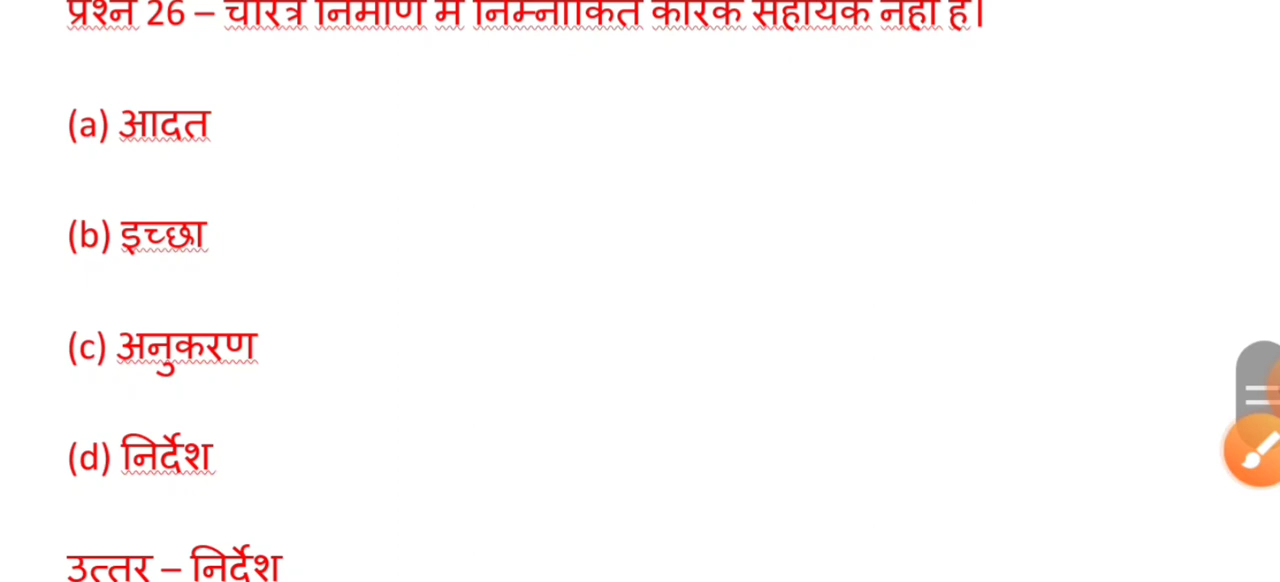 प्रश्न 26 – चरित्र निर्माण में निम्नांकित कारक सहायक नहीं है।
(a) आदत
(b) इच्छा
(c) अनुकरण
(d) निर्देश
उत्तर – निर्देश